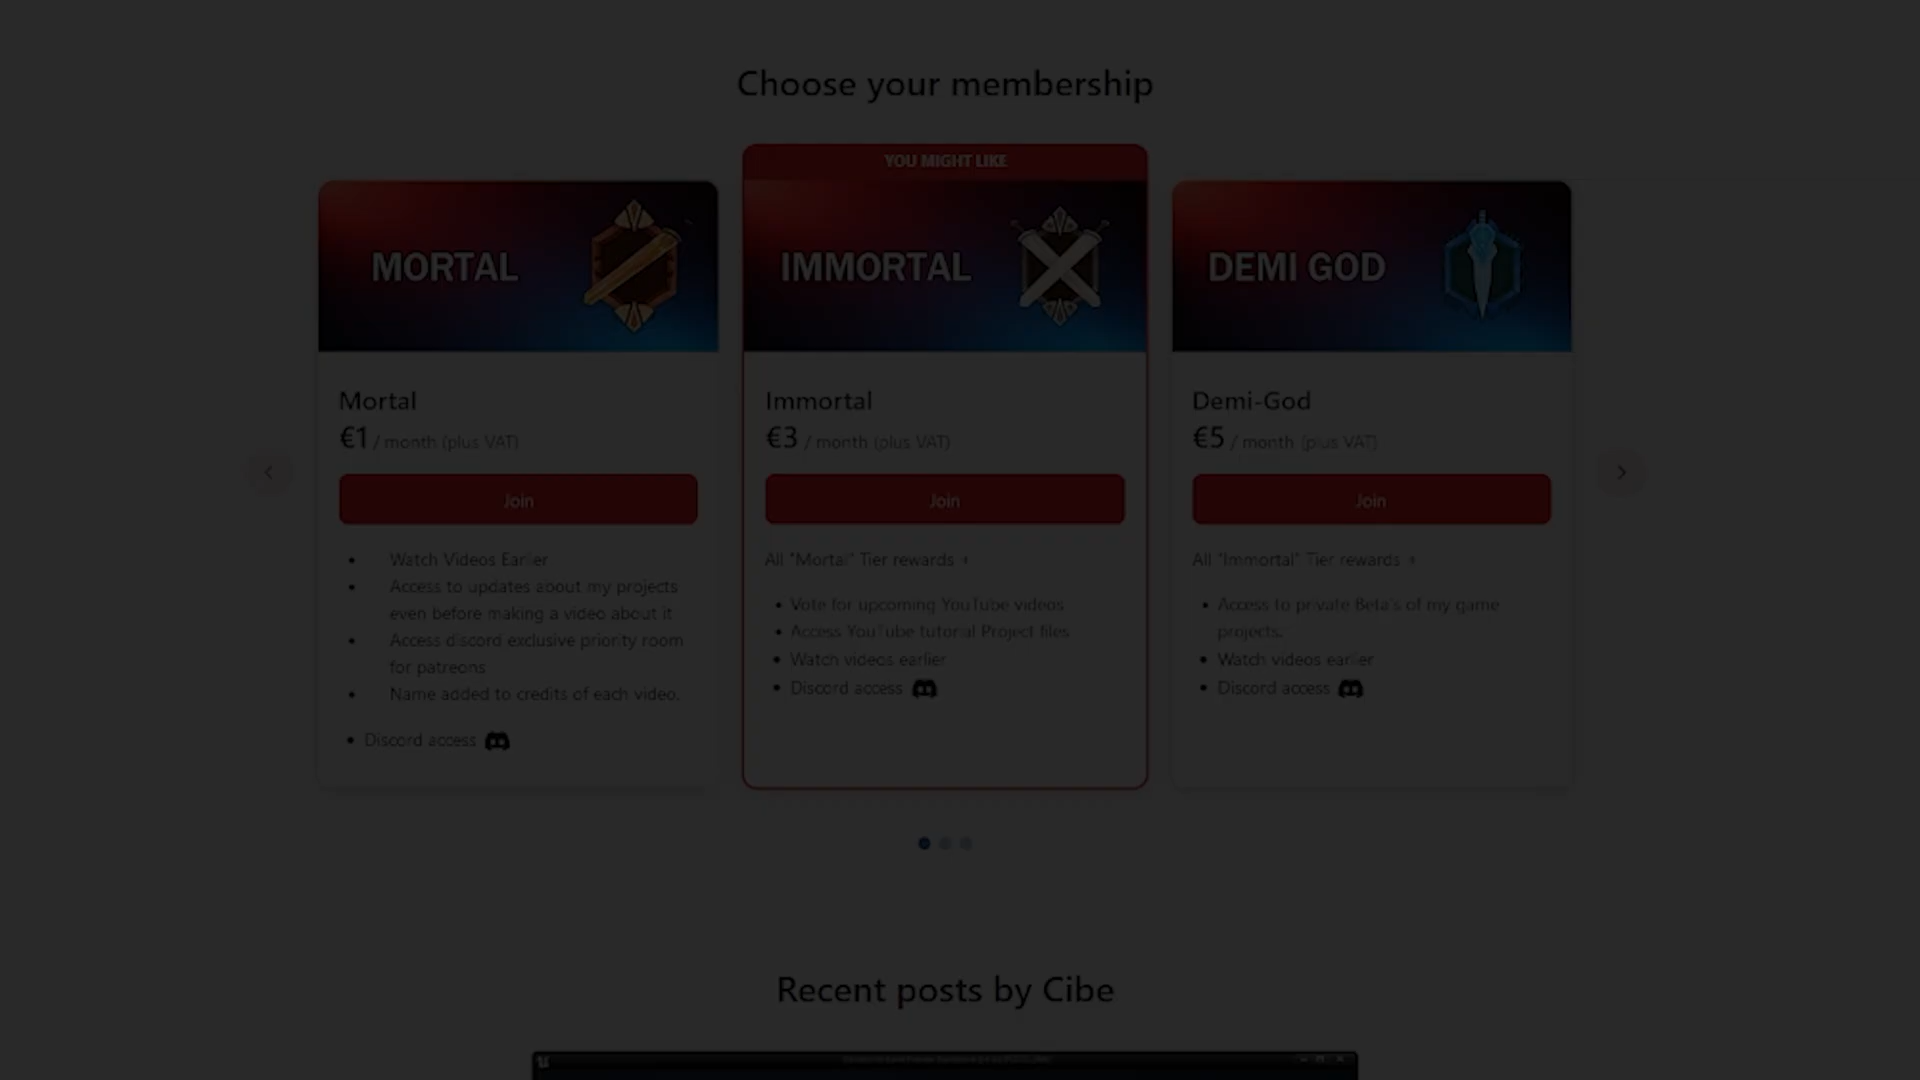 Choose your membership
YOU MIGHT LIKE
MORTAL
IMMORTAL
DEMI GOD
Mortal
€1 / month (plus VAT)
Join
• Watch Videos Earlier
• Access to updates about my projects
even before making a video about it
• Access discord exclusive priority room
for patreons
• Name added to credits of each video.
• Discord access
Immortal
€3 / month (plus VAT)
Join
All "Mortal" Tier rewards +
• Vote for upcoming YouTube videos
• Access YouTube tutorial Project files
• Watch videos earlier
• Discord access
Demi-God
€5 / month (plus VAT)
Join
All "Immortal" Tier rewards +
• Access to private Beta's of my game
projects.
• Watch videos earlier
• Discord access
Recent posts by Cibe